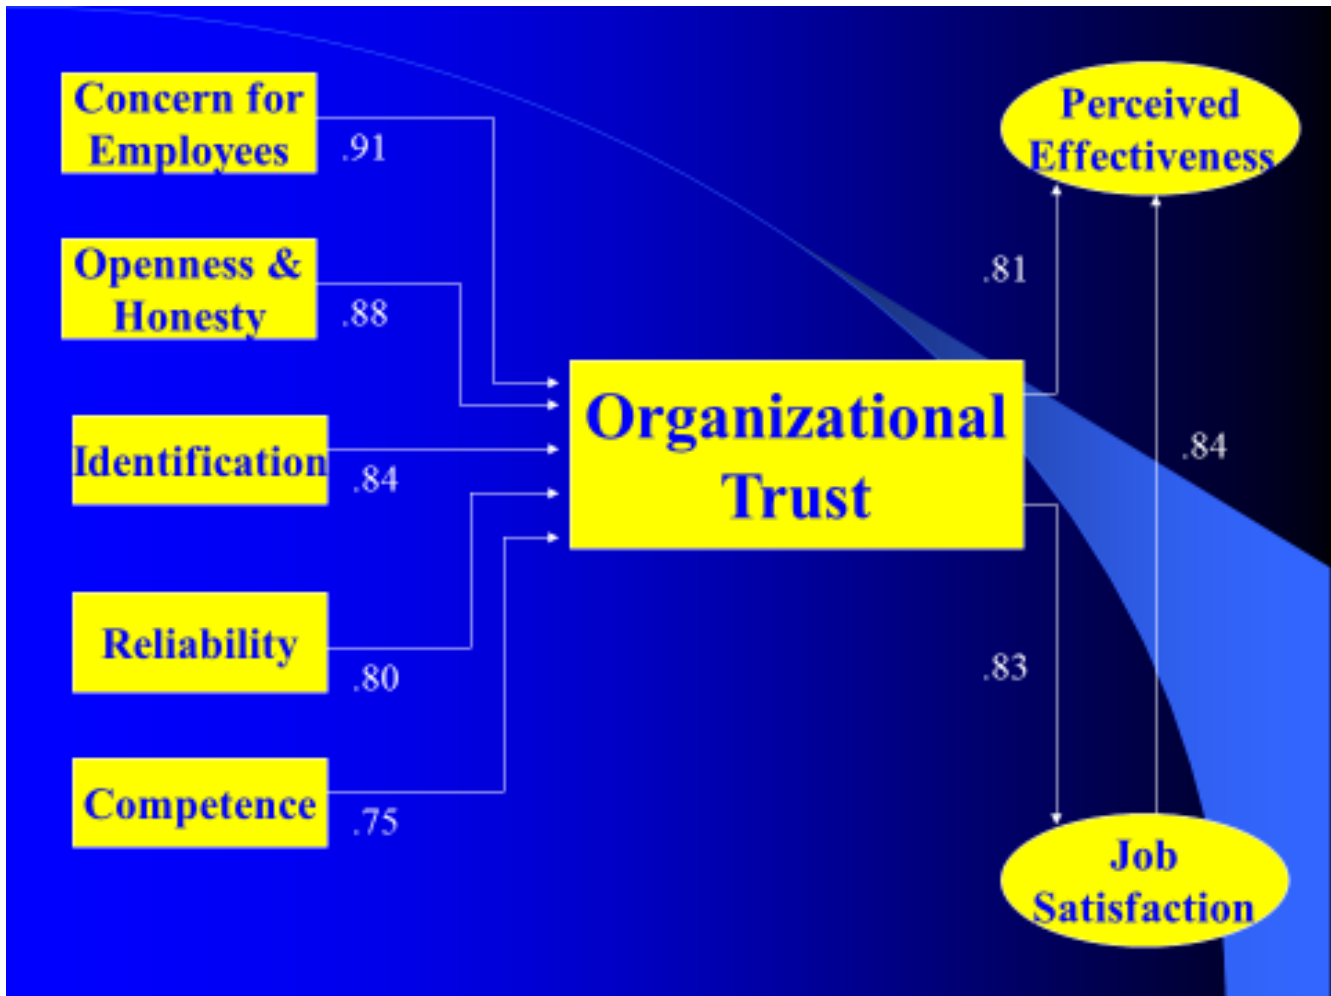 Concern for
Employees
.91
Openness &
Honesty
.88
Identification
.84
Reliability
.80
Competence
.75
Organizational
Trust
Perceived
Effectiveness
.81
.84
.83
Job
Satisfaction